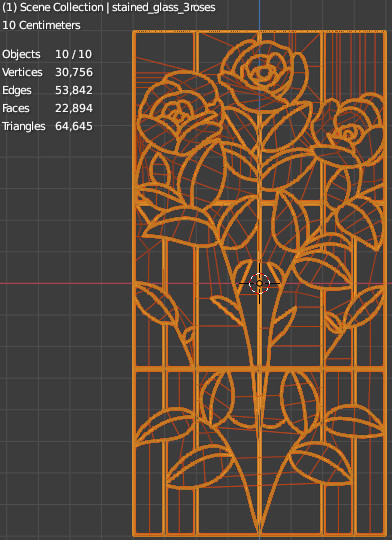 (1) Scene Collection | stained_glass_3roses
10 Centimeters
Objects 10 / 10
Vertices 30,756
Edges 53,842
Faces 22,894
Triangles 64,645